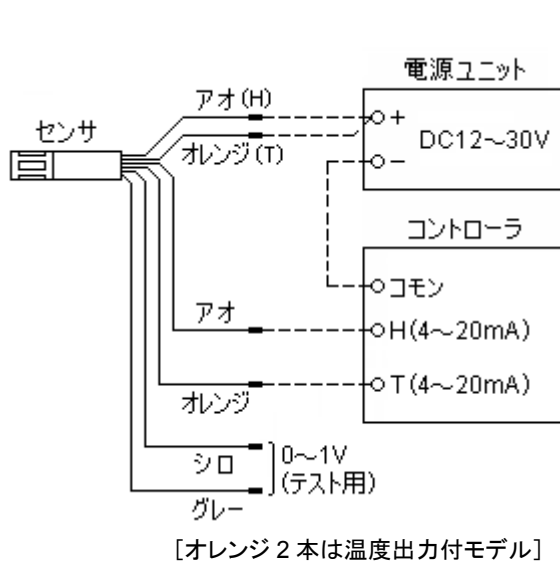 電源ユニット
アオ(H)
+
センサ
DC12～30V
オレンジ(T)
−
コントローラ
コモン
アオ
H(4～20mA)
T(4～20mA)
オレンジ
シロ
0～1V
(テスト用)
グレー
[オレンジ2本は温度出力付モデル]